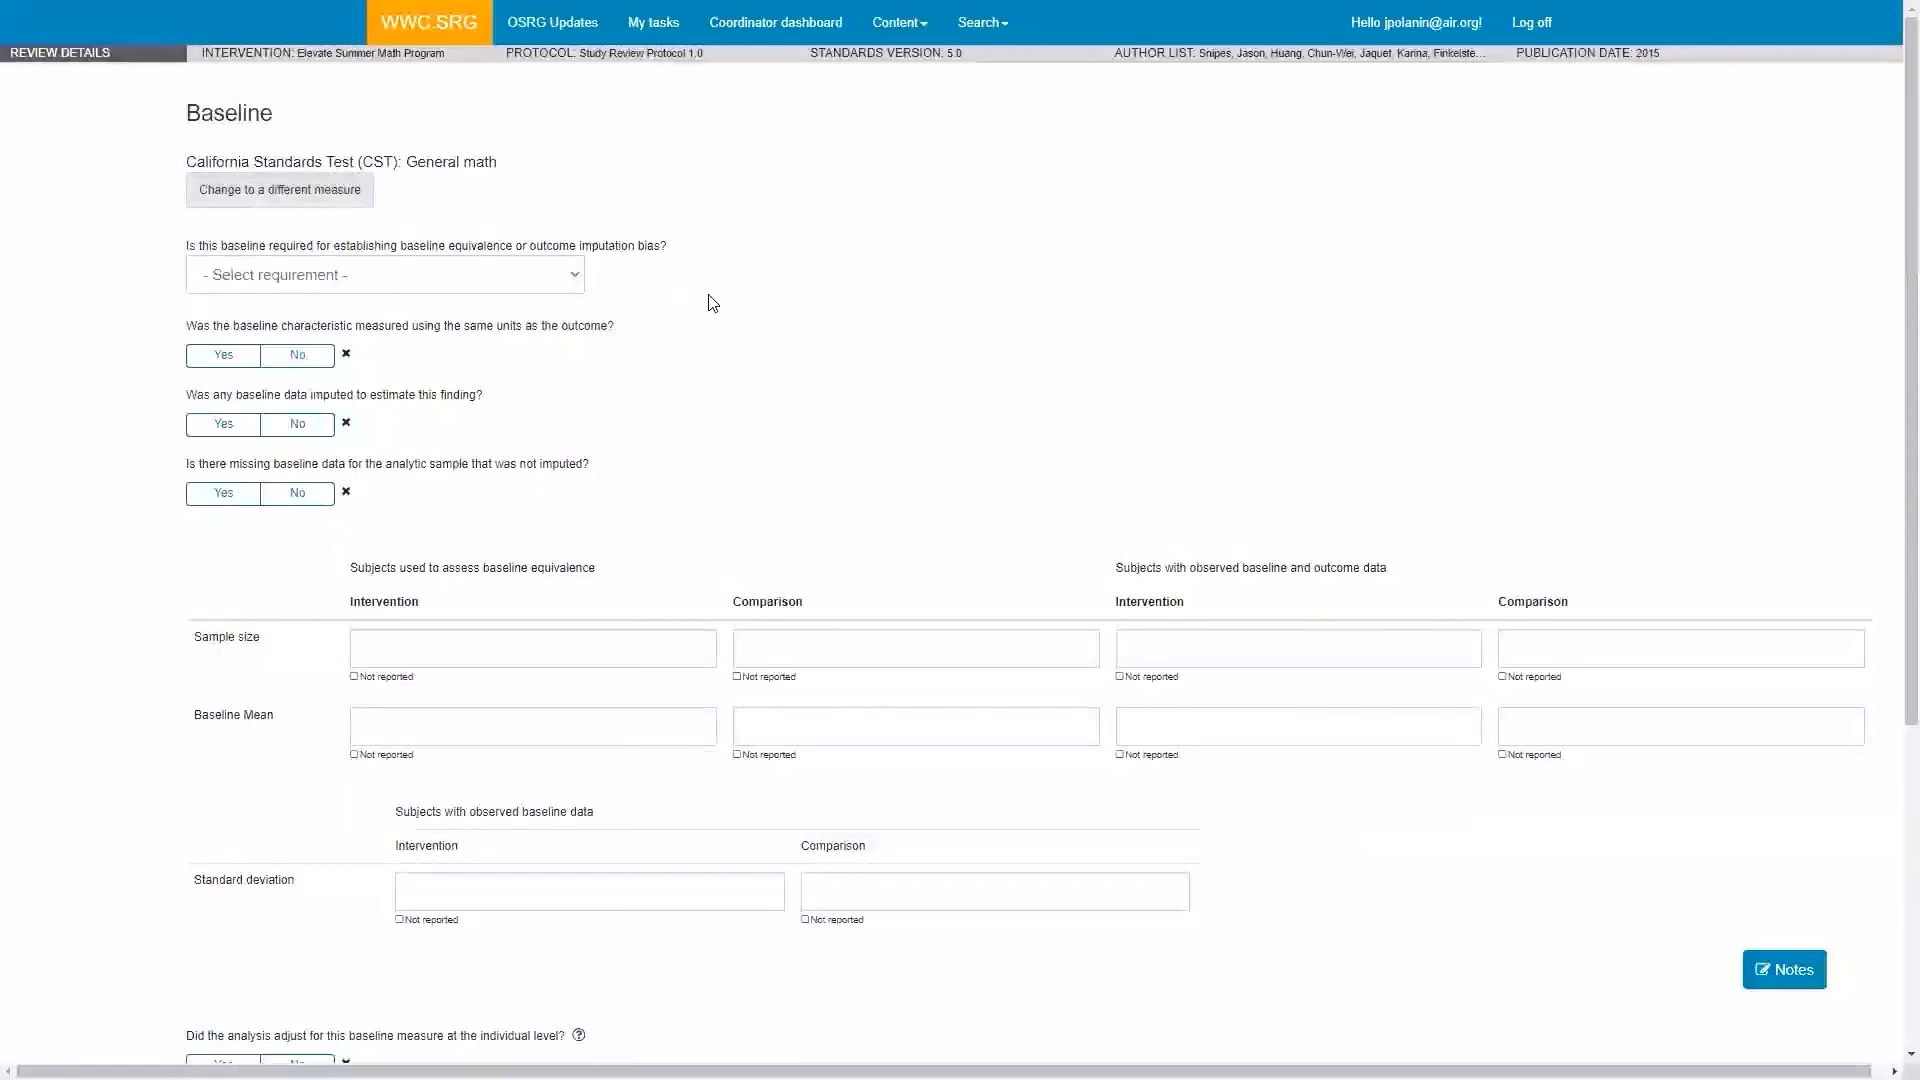 WWC.SRG OSRG Updates My tasks Coordinator dashboard Content Search Hello jpolanin@air.org! Log off
REVIEW DETAILS INTERVENTION: Elevate Summer Math Program PROTOCOL: Study Review Protocol 1.0 STANDARDS VERSION: 5.0 AUTHOR LIST: Snipes, Jason, Huang, Chun-Wei, Jaquet, Karina, Finkelste... PUBLICATION DATE: 2015
Baseline
California Standards Test (CST): General math
Change to a different measure
Is this baseline required for establishing baseline equivalence or outcome imputation bias?
- Select requirement -
Was the baseline characteristic measured using the same units as the outcome?
Yes No
Was any baseline data imputed to estimate this finding?
Yes No
Is there missing baseline data for the analytic sample that was not imputed?
Yes No
Subjects used to assess baseline equivalence Subjects with observed baseline and outcome data
Intervention Comparison Intervention Comparison
Sample size
Not reported Not reported Not reported Not reported
Baseline Mean
Not reported Not reported Not reported Not reported
Subjects with observed baseline data
Intervention Comparison
Standard deviation
Not reported Not reported
Notes
Did the analysis adjust for this baseline measure at the individual level?
Yes No